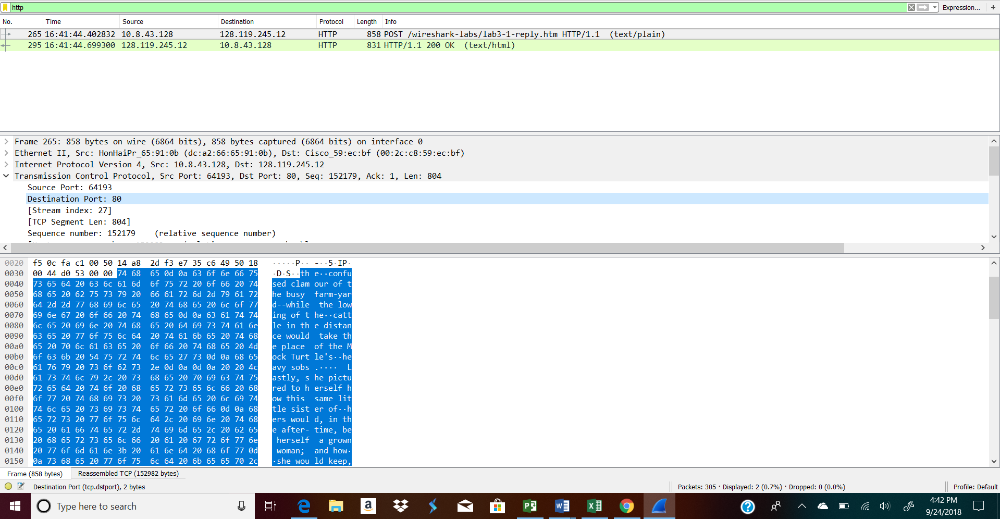 http
Expression... +
No. Time Source Destination Protocol Length Info
265 16:41:44.402832 10.8.43.128 128.119.245.12 HTTP 858 POST /wireshark-labs/lab3-1-reply.htm HTTP/1.1 (text/plain)
295 16:41:44.699300 128.119.245.12 10.8.43.128 HTTP 831 HTTP/1.1 200 OK (text/html)
Frame 265: 858 bytes on wire (6864 bits), 858 bytes captured (6864 bits) on interface 0
Ethernet II, Src: HonHaiPr_65:91:0b (dc:a2:66:65:91:0b), Dst: Cisco_59:ec:bf (00:2c:c8:59:ec:bf)
Internet Protocol Version 4, Src: 10.8.43.128, Dst: 128.119.245.12
Transmission Control Protocol, Src Port: 64193, Dst Port: 80, Seq: 152179, Ack: 1, Len: 804
Source Port: 64193
Destination Port: 80
[Stream index: 27]
[TCP Segment Len: 804]
Sequence number: 152179 (relative sequence number)
0020 f5 0c fa c1 00 50 14 a8 2d f3 e7 35 c6 49 50 18 ·····P·· -··5·IP·
0030 00 44 d0 53 00 00 74 68 65 0d 0a 63 6f 6e 66 75 ·D·S··th e··confu
0040 73 65 64 20 63 6c 61 6d 6f 75 72 20 6f 66 20 74 sed clam our of t
0050 68 65 20 62 75 73 79 20 66 61 72 6d 2d 79 61 72 he busy farm-yar
0060 64 2d 2d 77 68 69 6c 65 20 74 68 65 20 6c 6f 77 d--while the low
0070 69 6e 67 20 6f 66 20 74 68 65 0d 0a 63 61 74 74 ing of t he··catt
0080 6c 65 20 69 6e 20 74 68 65 20 64 69 73 74 61 6e le in th e distan
0090 63 65 20 77 6f 75 6c 64 20 74 61 6b 65 20 74 68 ce would take th
00a0 65 20 70 6c 61 63 65 20 6f 66 20 74 68 65 20 4d e place of the M
00b0 6f 63 6b 20 54 75 72 74 6c 65 27 73 0d 0a 68 65 ock Turt le's··he
00c0 61 76 79 20 73 6f 62 73 2e 0d 0a 0d 0a 20 20 4c avy sobs .···· L
00d0 61 73 74 6c 79 2c 20 73 68 65 20 70 69 63 74 75 astly, s he pictu
00e0 72 65 64 20 74 6f 20 68 65 72 73 65 6c 66 20 68 red to h erself h
00f0 6f 77 20 74 68 69 73 20 73 61 6d 65 20 6c 69 74 ow this same lit
0100 74 6c 65 20 73 69 73 74 65 72 20 6f 66 0d 0a 68 tle sist er of··h
0110 65 72 73 20 77 6f 75 6c 64 2c 20 69 6e 20 74 68 ers woul d, in th
0120 65 20 61 66 74 65 72 2d 74 69 6d 65 2c 20 62 65 e after- time, be
0130 20 68 65 72 73 65 6c 66 20 61 20 67 72 6f 77 6e herself a grown
0140 20 77 6f 6d 61 6e 3b 20 61 6e 64 20 68 6f 77 0d woman; and how·
0150 0a 73 68 65 20 77 6f 75 6c 64 20 6b 65 65 70 2c ·she wou ld keep,
Frame (858 bytes) Reassembled TCP (152982 bytes)
Destination Port (tcp.dstport), 2 bytes Packets: 305 · Displayed: 2 (0.7%) · Dropped: 0 (0.0%) Profile: Default
Type here to search
4:42 PM
9/24/2018